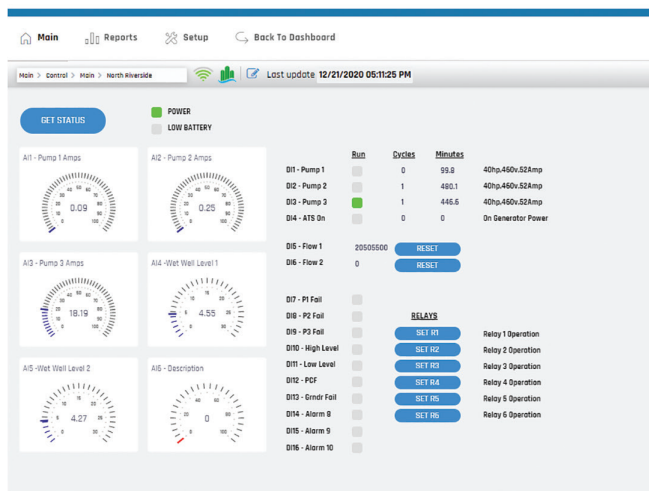 Main Reports Setup Back To Dashboard
Main > Control > Main > North Riverside Last update 12/21/2020 05:11:25 PM
GET STATUS
POWER
LOW BATTERY
AI1 - Pump 1 Amps
0.09
AI2 - Pump 2 Amps
0.25
AI3 - Pump 3 Amps
18.19
AI4 -Wet Well Level 1
4.55
AI5 -Wet Well Level 2
4.27
AI6 - Description
0
Run Cycles Minutes
DI1 - Pump 1 0 99.8 40hp.460v.52Amp
DI2 - Pump 2 1 480.1 40hp.460v.52Amp
DI3 - Pump 3 1 446.6 40hp.460v.52Amp
DI4 - ATS On 0 0 On Generator Power
DI5 - Flow 1 20505500 RESET
DI6 - Flow 2 0 RESET
DI7 - P1 Fail
DI8 - P2 Fail RELAYS
DI9 - P3 Fail SET R1 Relay 1 Operation
DI10 - High Level SET R2 Relay 2 Operation
DI11 - Low Level SET R3 Relay 3 Operation
DI12 - PCF SET R4 Relay 4 Operation
DI13 - Grndr Fail SET R5 Relay 5 Operation
DI14 - Alarm 8 SET R6 Relay 6 Operation
DI15 - Alarm 9
DI16 - Alarm 10